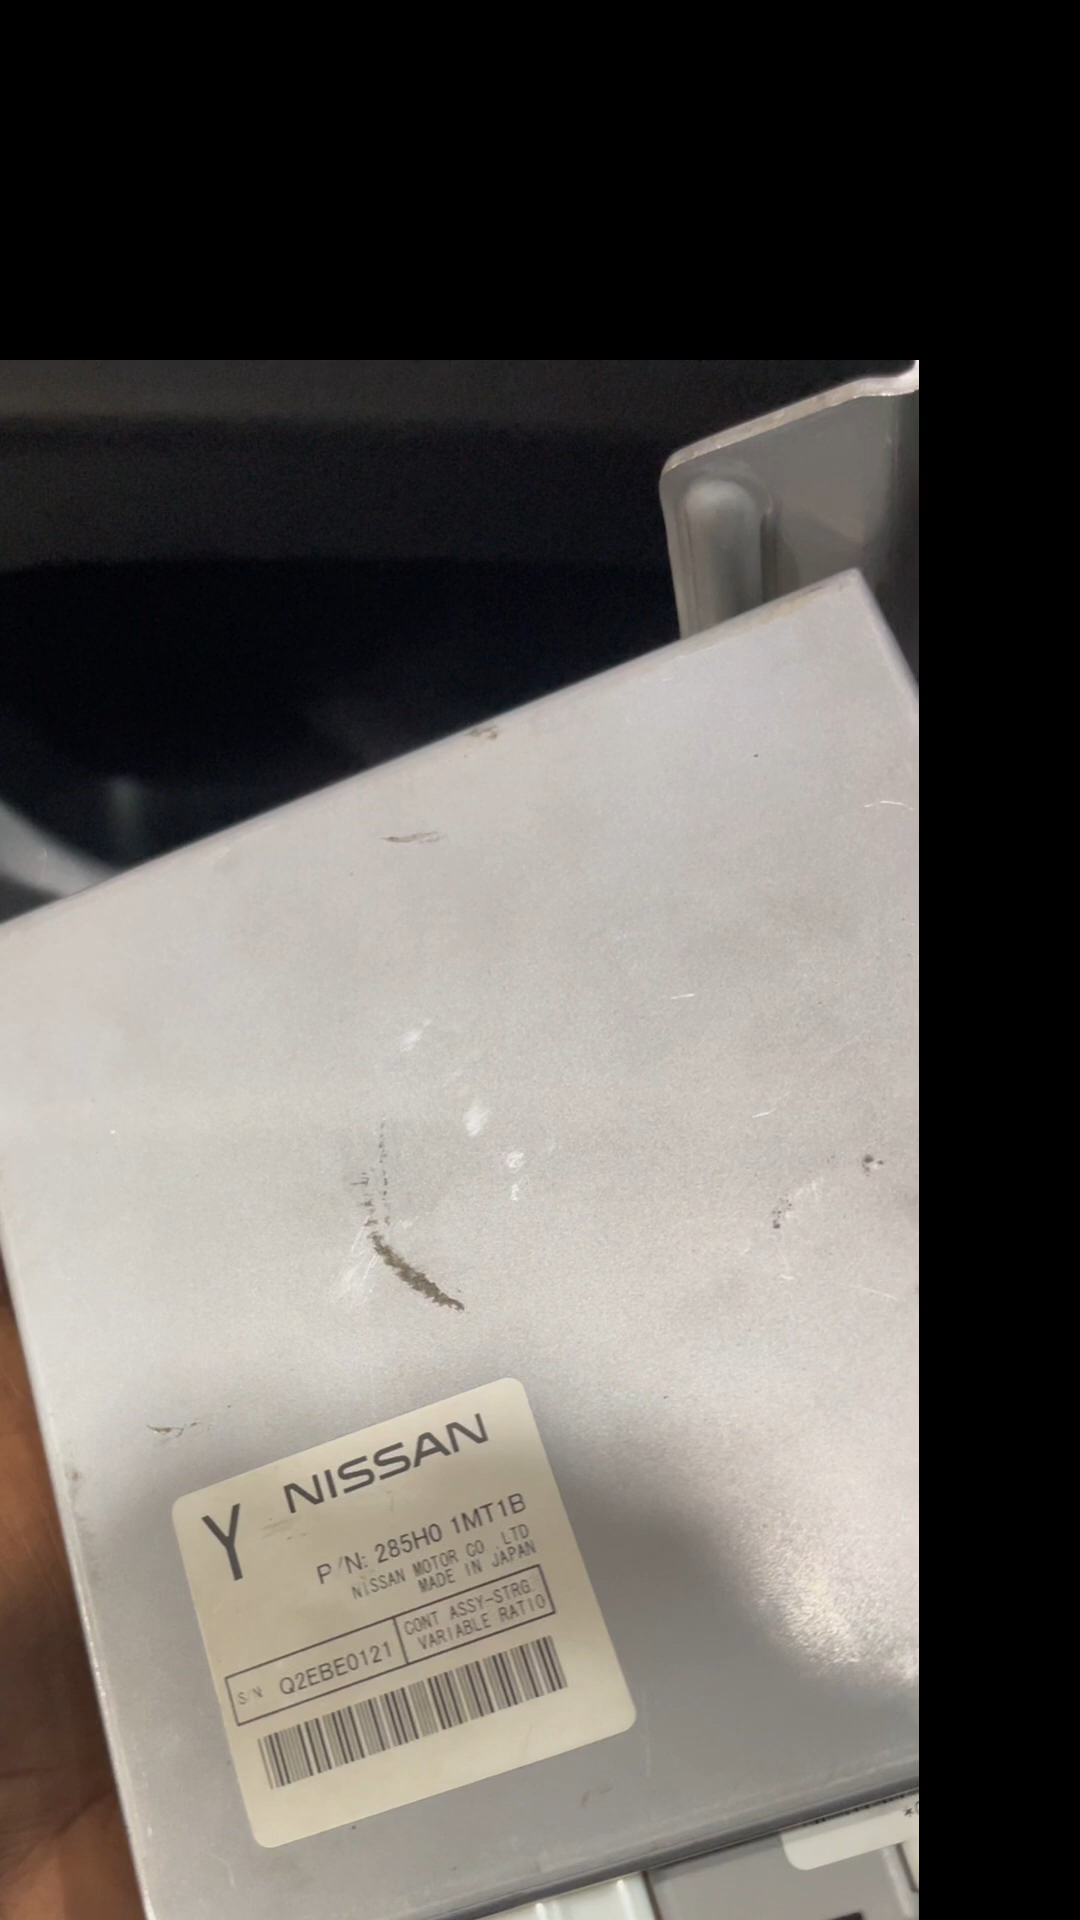 Y NISSAN
P/N: 285H0 1MT1B
NISSAN MOTOR CO .LTD
MADE IN JAPAN
S/N Q2EBE0121
CONT ASSY-STRG.
VARIABLE RATIO